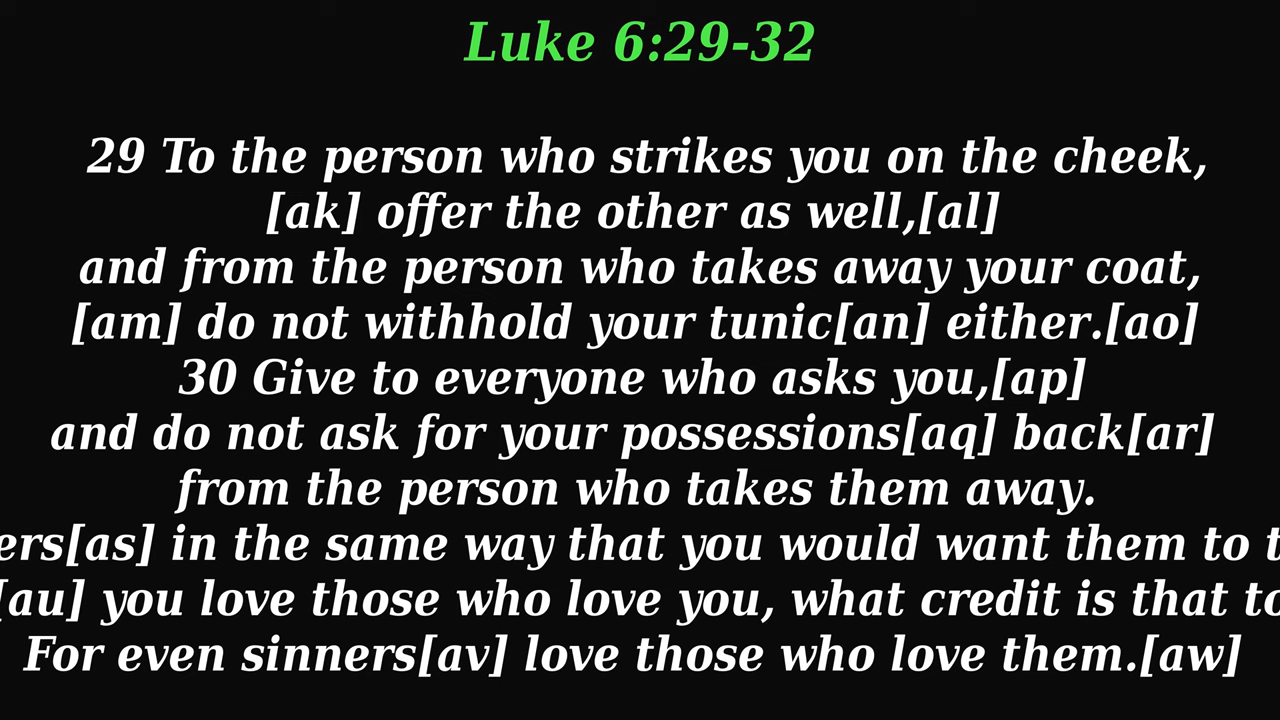 Luke 6:29-32
29 To the person who strikes you on the cheek,
[ak] offer the other as well,[al]
and from the person who takes away your coat,
[am] do not withhold your tunic[an] either.[ao]
30 Give to everyone who asks you,[ap]
and do not ask for your possessions[aq] back[ar]
from the person who takes them away.
ers[as] in the same way that you would want them to t
[au] you love those who love you, what credit is that to
For even sinners[av] love those who love them.[aw]